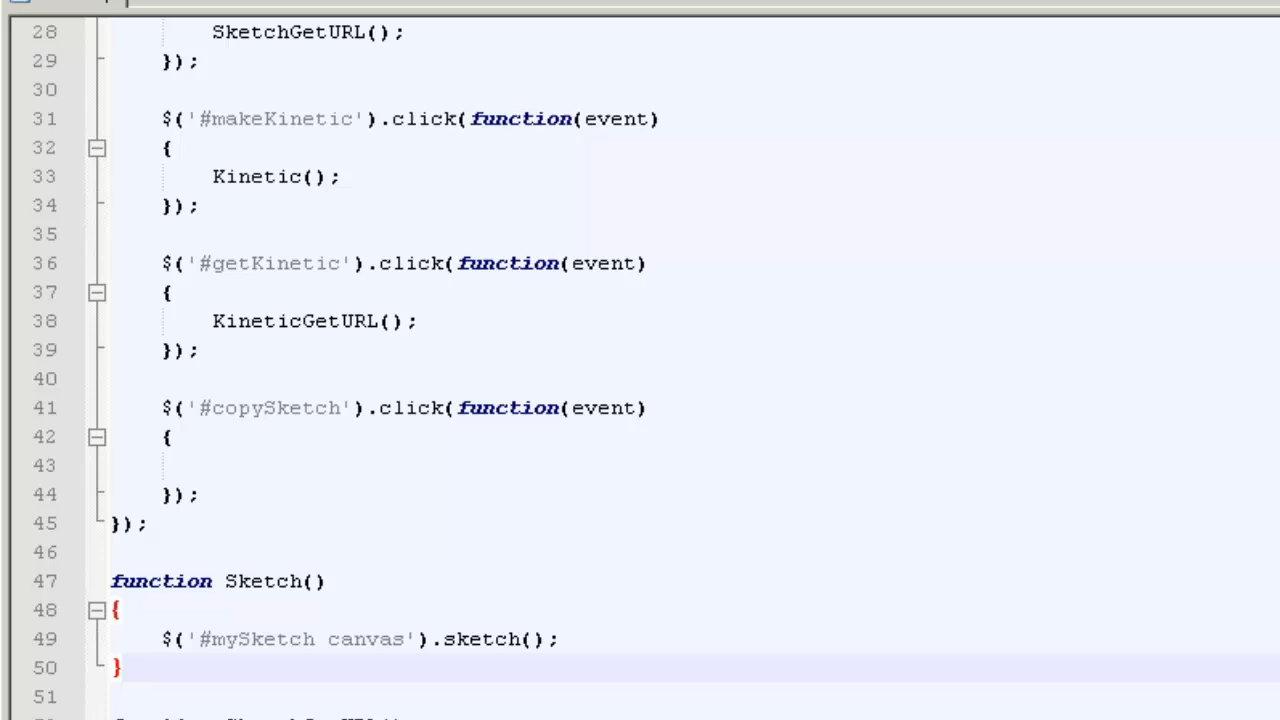 28 SketchGetURL();
29 });
30
31 $('#makeKinetic').click(function(event)
32 {
33 Kinetic();
34 });
35
36 $('#getKinetic').click(function(event)
37 {
38 KineticGetURL();
39 });
40
41 $('#copySketch').click(function(event)
42 {
43
44 });
45 });
46
47 function Sketch()
48 {
49 $('#mySketch canvas').sketch();
50 }
51